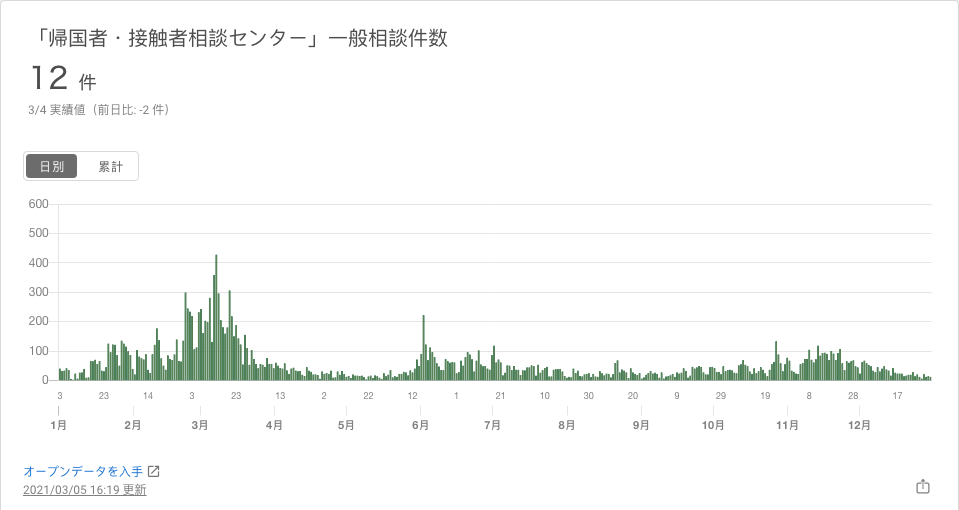 「帰国者・接触者相談センター」一般相談件数
12 件
3/4 実績値（前日比: -2 件）
日別 累計
600
500
400
300
200
100
0
3 23 14 3 23 13 2 22 12 1 21 10 30 20 9 29 19 8 28 17
1月 2月 3月 4月 5月 6月 7月 8月 9月 10月 11月 12月
オープンデータを入手
2021/03/05 16:19 更新